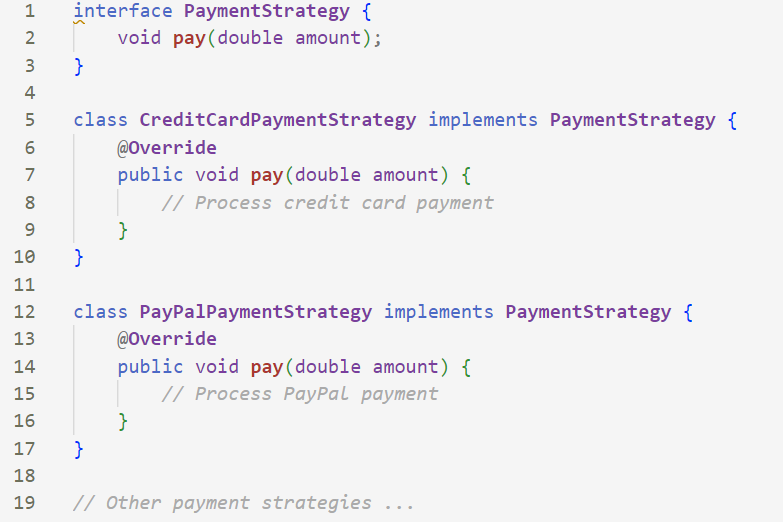 1 interface PaymentStrategy {
2     void pay(double amount);
3 }
4
5 class CreditCardPaymentStrategy implements PaymentStrategy {
6     @Override
7     public void pay(double amount) {
8         // Process credit card payment
9     }
10 }
11
12 class PayPalPaymentStrategy implements PaymentStrategy {
13     @Override
14     public void pay(double amount) {
15         // Process PayPal payment
16     }
17 }
18
19 // Other payment strategies ...